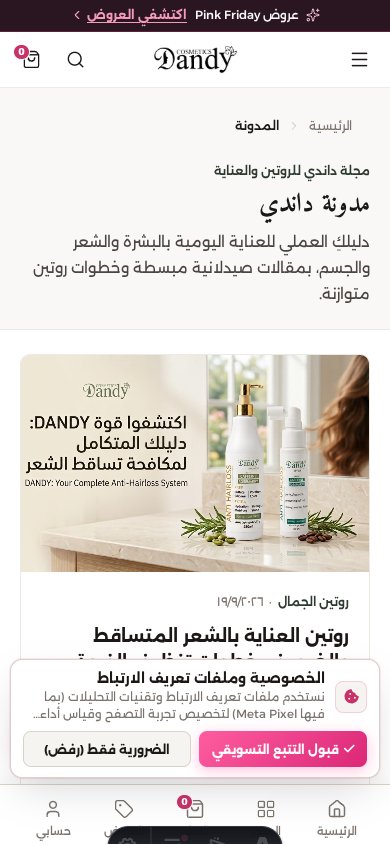 عروض Pink Friday اكتشفي العروض
0
COSMETICS
Dandy
الرئيسية
المدونة
مجلة داندي للروتين والعناية
مدونة داندي
دليلكِ العملي للعناية اليومية بالبشرة والشعر
والجسم، بمقالات صيدلانية مبسطة وخطوات روتين
متوازنة.
Dandy
اكتشفوا قوة DANDY:
دليلك المتكامل
لمكافحة تساقط الشعر
DANDY: Your Complete Anti-Hairloss System
Dandy
ANTI HAIRLOSS
Dandy
روتين الجمال · ١٩/٩/٢٠٢٦
روتين العناية بالشعر المتساقط
الخصوصية وملفات تعريف الارتباط
نستخدم ملفات تعريف الارتباط وتقنيات التحليلات (بما
فيها Meta Pixel) لتخصيص تجربة التصفح وقياس أداء...
قبول التتبع التسويقي
الضرورية فقط (رفض)
الرئيسية
0
حسابي